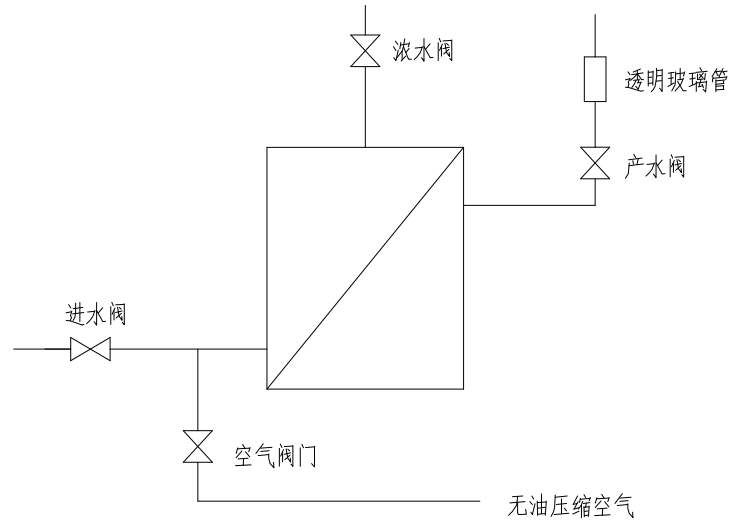 浓水阀
透明玻璃管
产水阀
进水阀
空气阀门
无油压缩空气